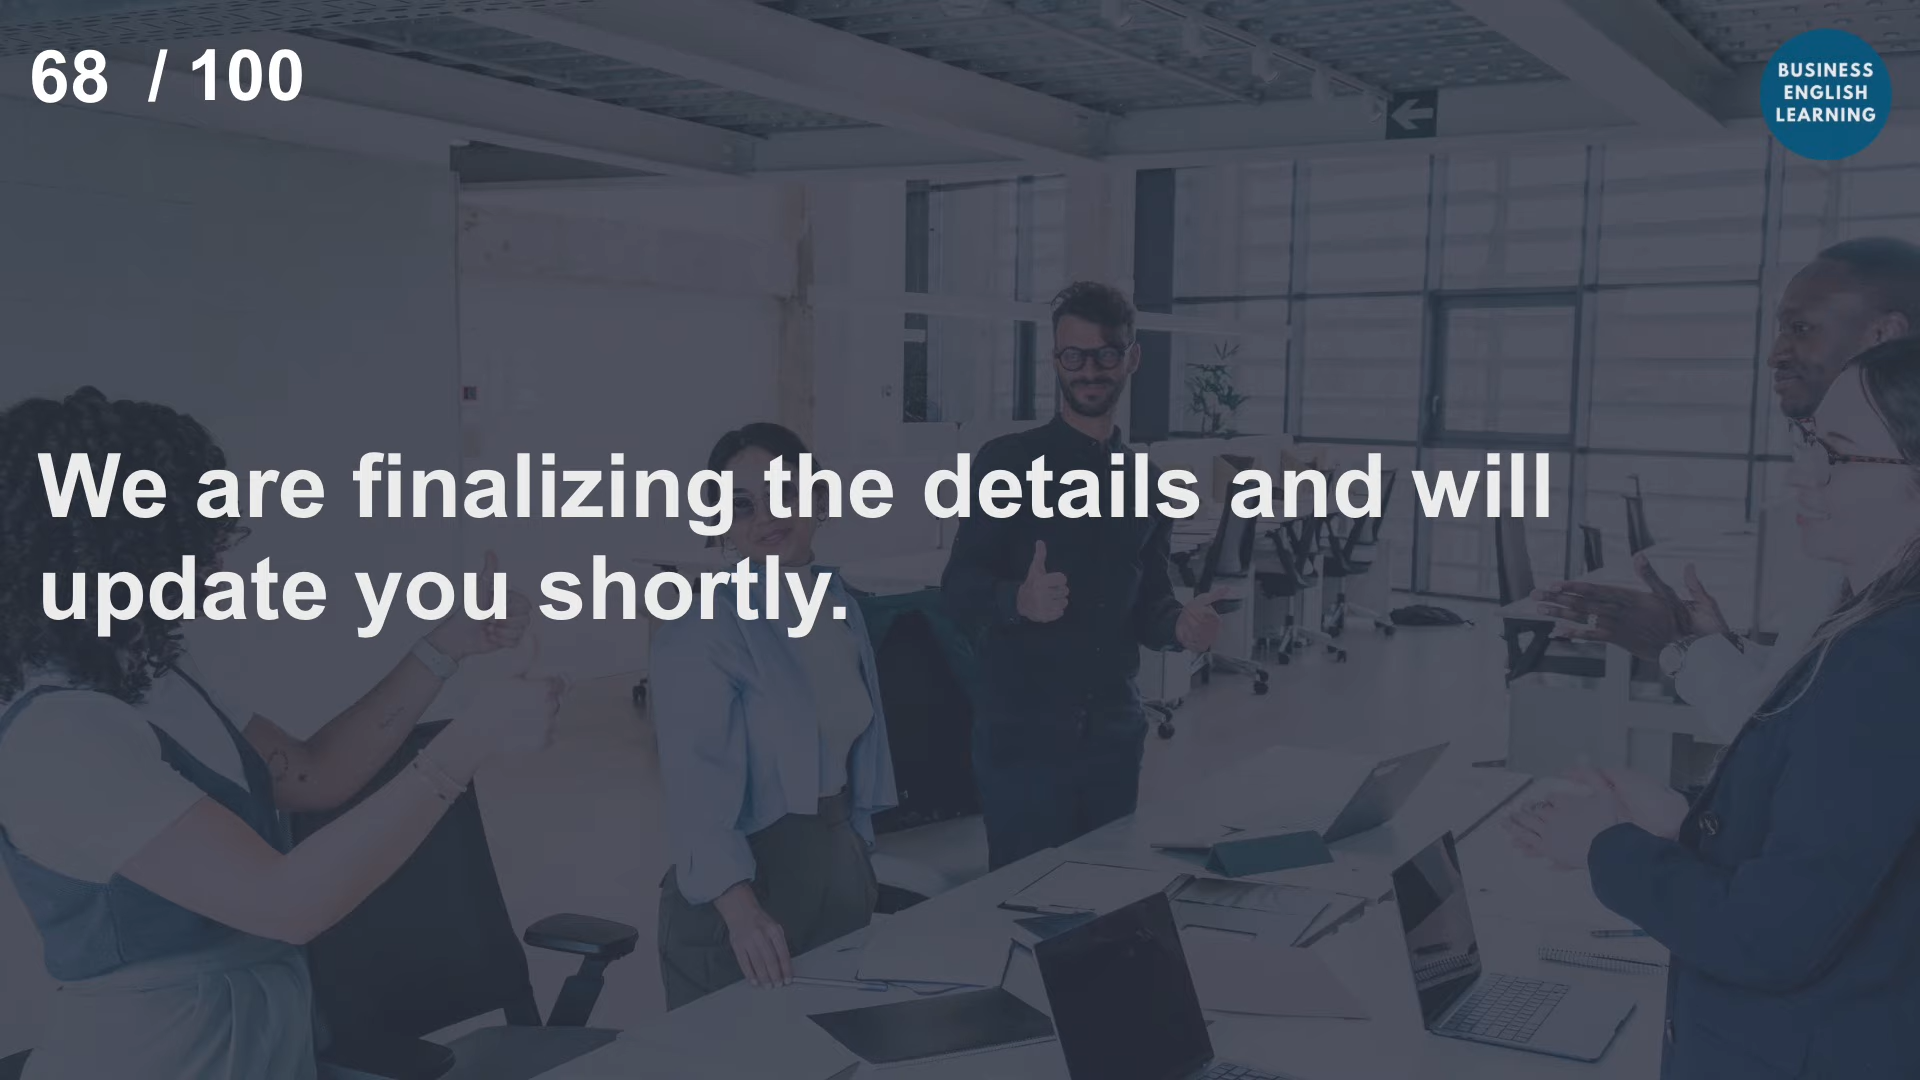 68 / 100
BUSINESS
ENGLISH
LEARNING
We are finalizing the details and will
update you shortly.